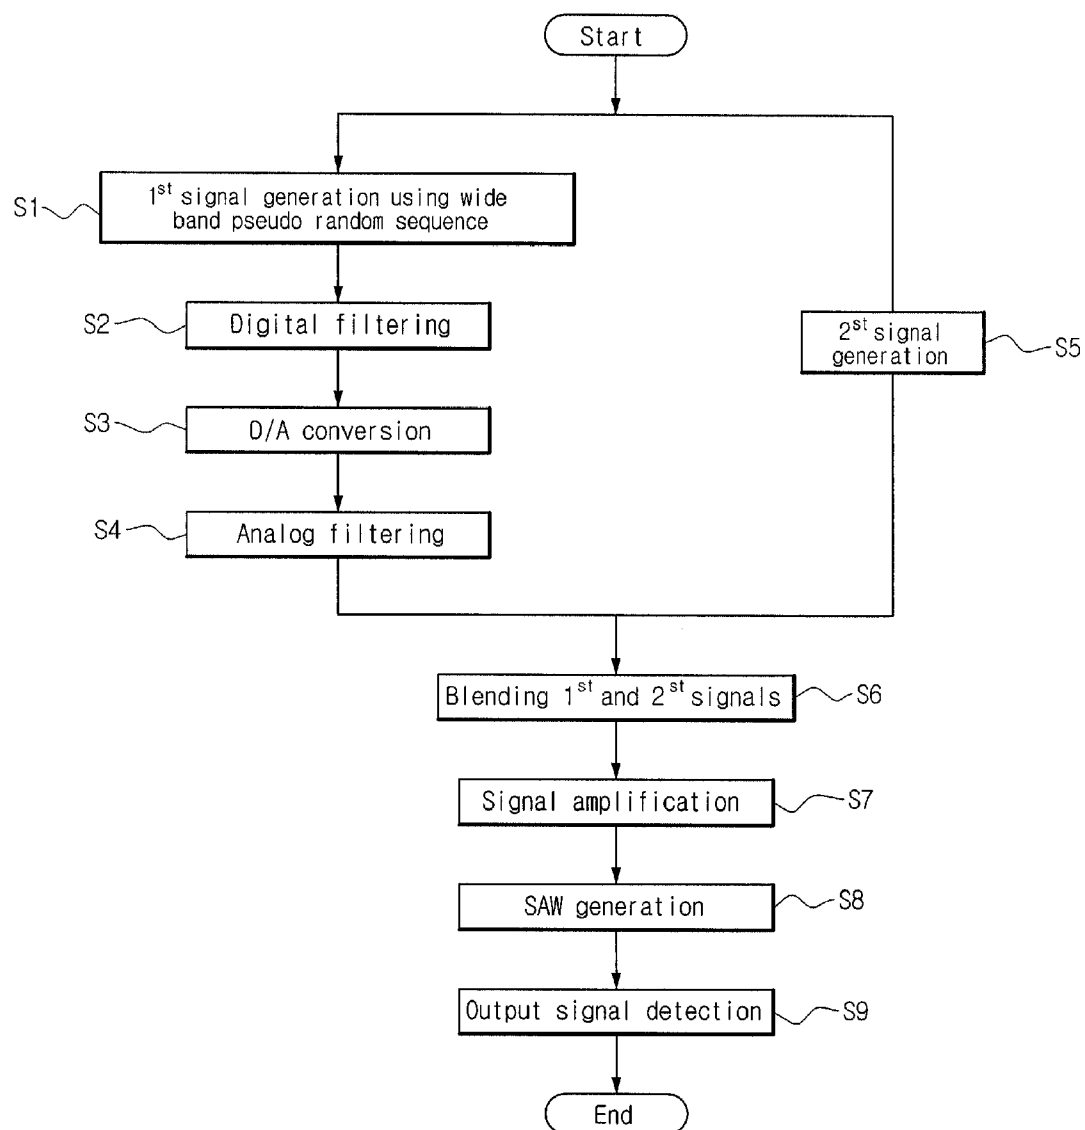 Start
S1
1st signal generation using wide
band pseudo random sequence
S2
Digital filtering
2st signal
generation
S5
S3
D/A conversion
S4
Analog filtering
Blending 1st and 2st signals
S6
Signal amplification
S7
SAW generation
S8
Output signal detection
S9
End